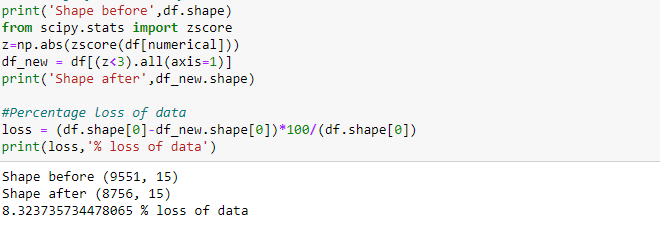 print('Shape before',df.shape)
from scipy.stats import zscore
z=np.abs(zscore(df[numerical]))
df_new = df[(z<3).all(axis=1)]
print('Shape after',df_new.shape)
#Percentage loss of data
loss = (df.shape[0]-df_new.shape[0])*100/(df.shape[0])
print(loss,'% loss of data')
Shape before (9551, 15)
Shape after (8756, 15)
8.323735734478065 % loss of data